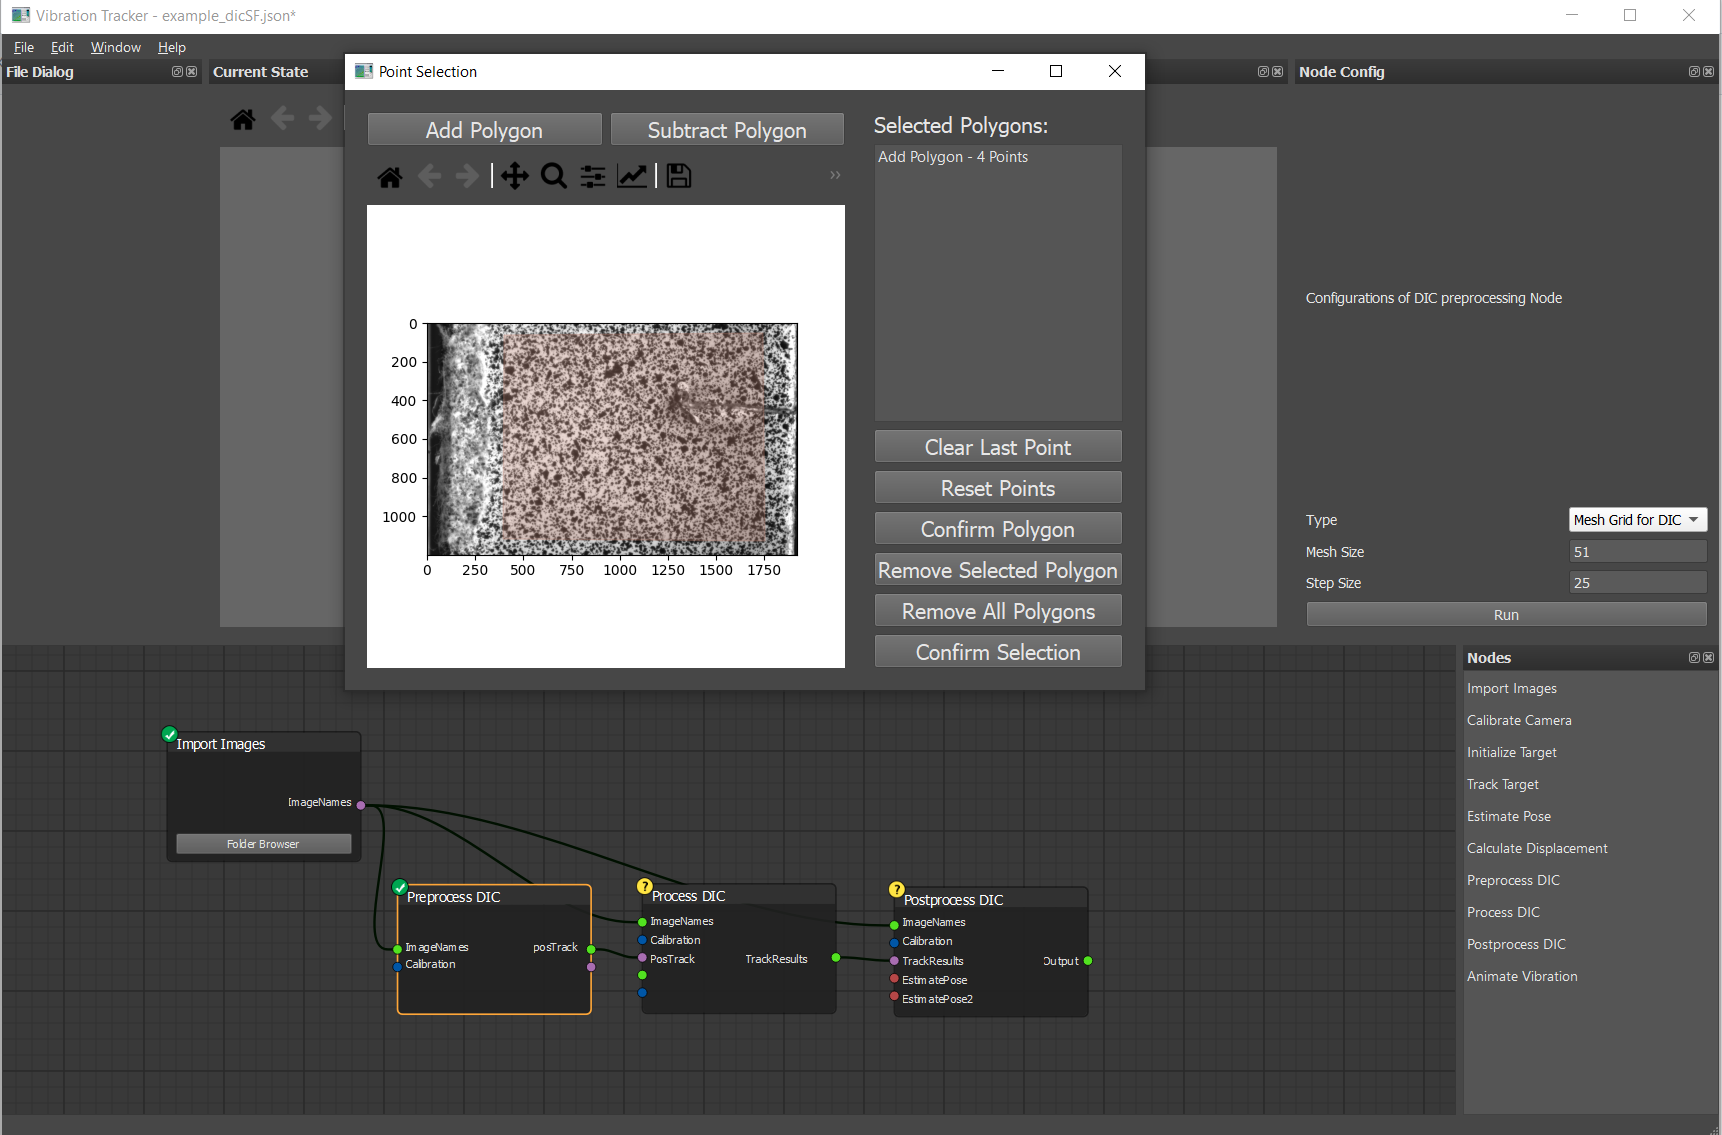 Vibration Tracker - example_dicSF.json*
File Edit Window Help
File Dialog
Current State
Node Config
Point Selection
Add Polygon
Subtract Polygon
Selected Polygons:
Add Polygon - 4 Points
0
200
400
600
800
1000
0 250 500 750 1000 1250 1500 1750
Clear Last Point
Reset Points
Confirm Polygon
Remove Selected Polygon
Remove All Polygons
Confirm Selection
Configurations of DIC preprocessing Node
Type Mesh Grid for DIC
Mesh Size 51
Step Size 25
Run
Import Images
ImageNames
Folder Browser
Preprocess DIC
ImageNames posTrack
Calibration
Process DIC
ImageNames
Calibration
PosTrack TrackResults
Postprocess DIC
ImageNames
Calibration
TrackResults Output
EstimatePose
EstimatePose2
Nodes
Import Images
Calibrate Camera
Initialize Target
Track Target
Estimate Pose
Calculate Displacement
Preprocess DIC
Process DIC
Postprocess DIC
Animate Vibration